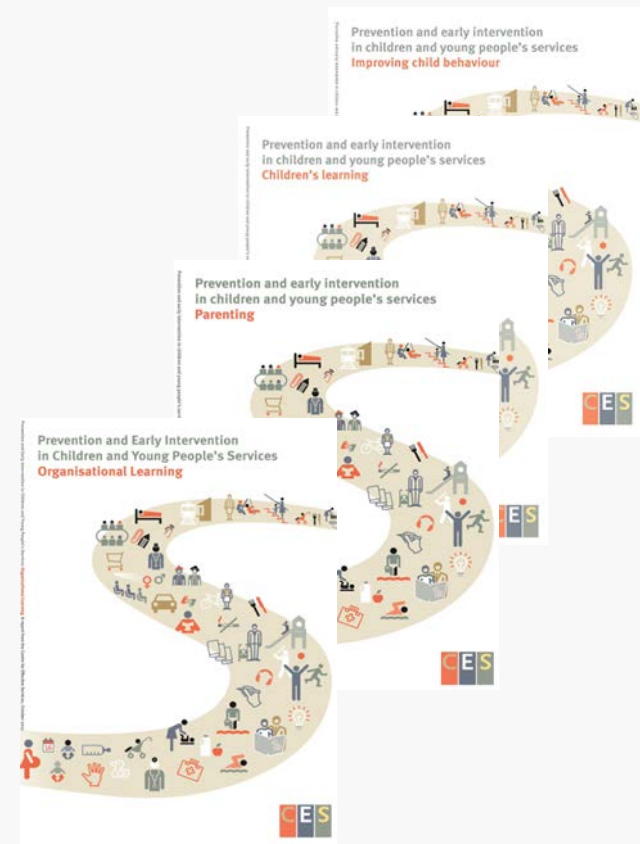 Prevention and early intervention
in children and young people's services
Improving child behaviour
Prevention and early intervention
in children and young people's services
Children's learning
CES
Prevention and early intervention
in children and young people's services
Parenting
ES
Prevention and Early Intervention
in Children and Young People's Services
Organisational Learning
CES
CES